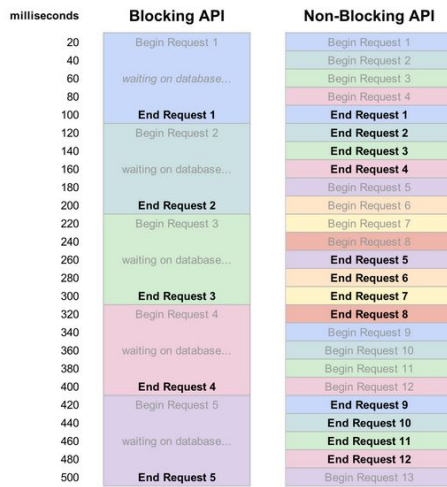 milliseconds Blocking API Non-Blocking API
20 Begin Request 1 Begin Request 1
40 Begin Request 2
60 waiting on database... Begin Request 3
80 Begin Request 4
100 End Request 1 End Request 1
120 Begin Request 2 End Request 2
140 End Request 3
160 waiting on database... End Request 4
180 Begin Request 5
200 End Request 2 Begin Request 6
220 Begin Request 3 Begin Request 7
240 Begin Request 8
260 waiting on database... End Request 5
280 End Request 6
300 End Request 3 End Request 7
320 Begin Request 4 End Request 8
340 Begin Request 9
360 waiting on database... Begin Request 10
380 Begin Request 11
400 End Request 4 Begin Request 12
420 Begin Request 5 End Request 9
440 End Request 10
460 waiting on database... End Request 11
480 End Request 12
500 End Request 5 Begin Request 13